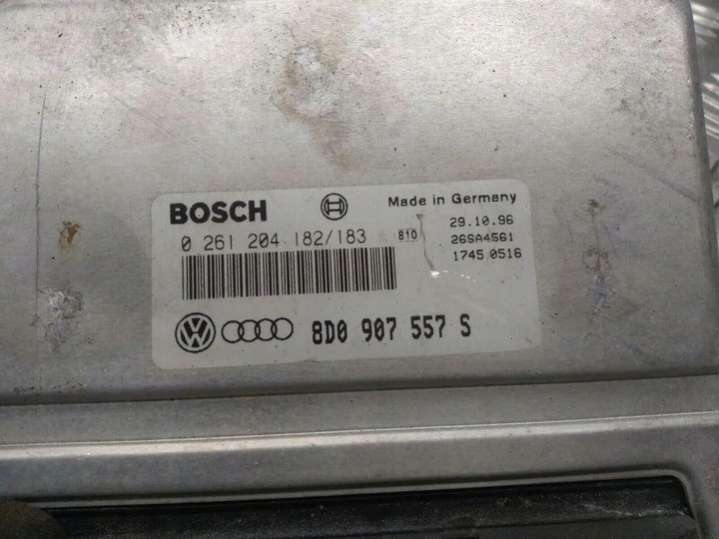 BOSCH Made in Germany
0 261 204 182/183 810 29.10.96
26SA4561
1745 0516
8D0 907 557 S